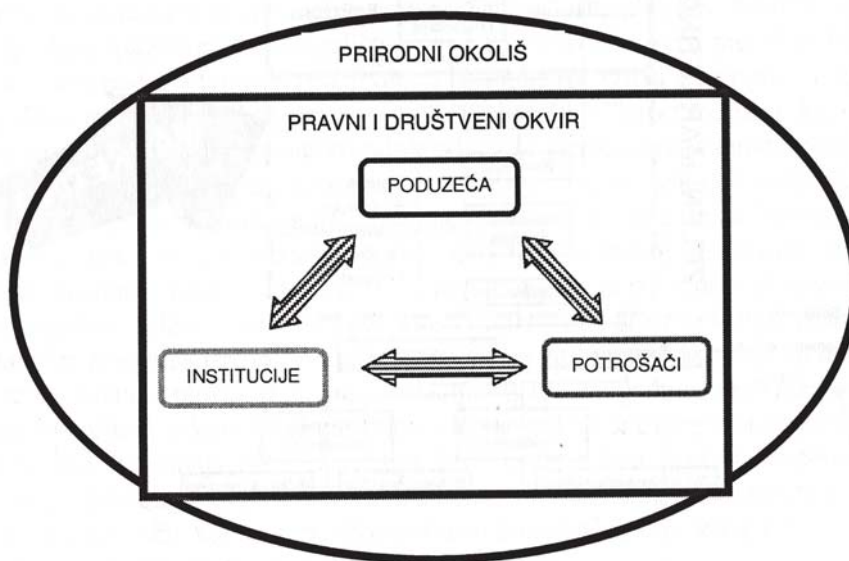 PRIRODNI OKOLIŠ
PRAVNI I DRUŠTVENI OKVIR
PODUZEĆA
INSTITUCIJE
POTROŠAČI